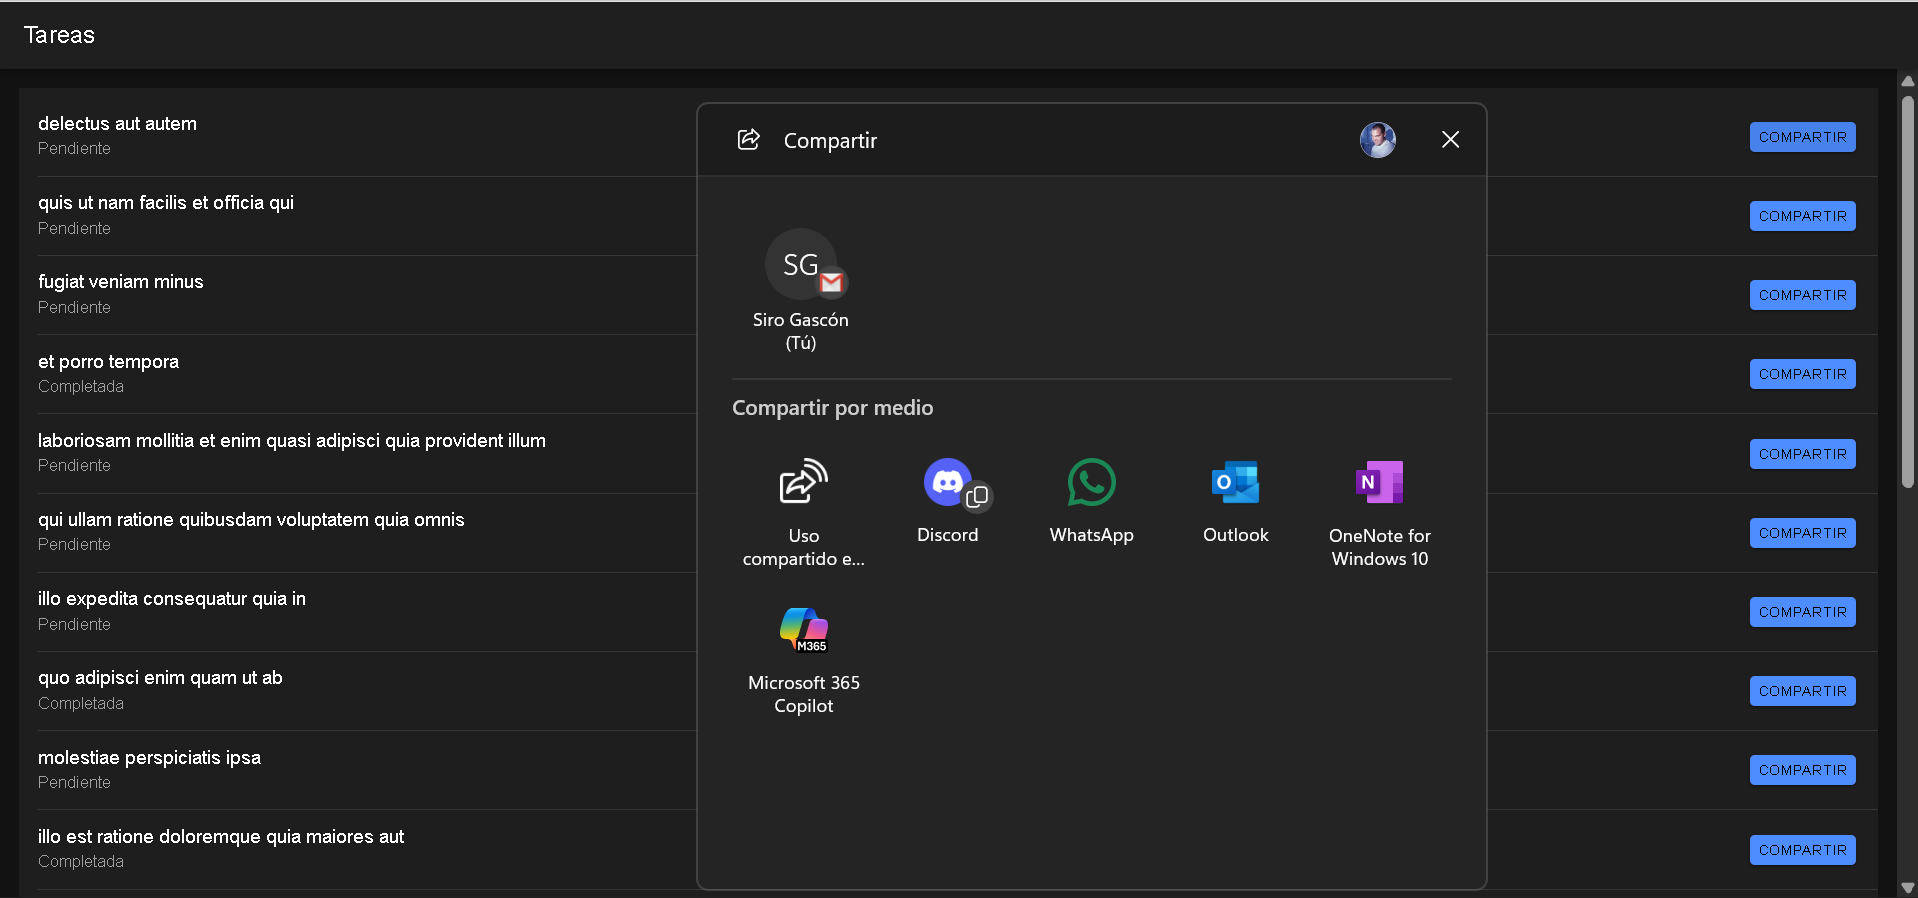 Tareas
delectus aut autem
Pendiente
COMPARTIR
quis ut nam facilis et officia qui
Pendiente
COMPARTIR
fugiat veniam minus
Pendiente
COMPARTIR
et porro tempora
Completada
COMPARTIR
laboriosam mollitia et enim quasi adipisci quia provident illum
Pendiente
COMPARTIR
qui ullam ratione quibusdam voluptatem quia omnis
Pendiente
COMPARTIR
illo expedita consequatur quia in
Pendiente
COMPARTIR
quo adipisci enim quam ut ab
Completada
COMPARTIR
molestiae perspiciatis ipsa
Pendiente
COMPARTIR
illo est ratione doloremque quia maiores aut
Completada
COMPARTIR
Compartir
SG
Siro Gascón
(Tú)
Compartir por medio
Uso
compartido e...
Discord
WhatsApp
O
Outlook
N
OneNote for
Windows 10
M365
Microsoft 365
Copilot